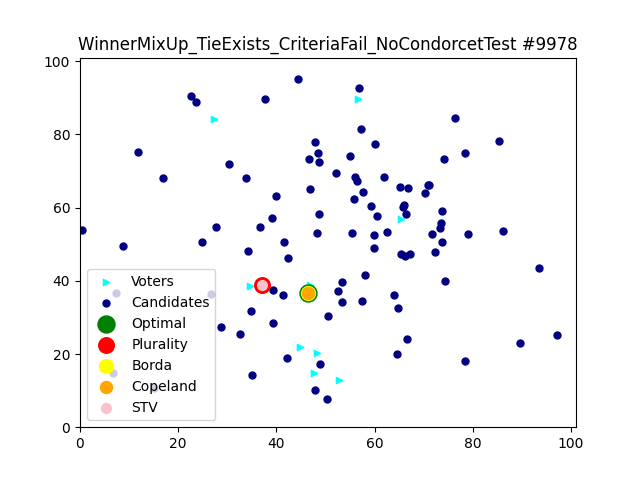 WinnerMixUp_TieExists_CriteriaFail_NoCondorcetTest #9978
100
80
60
40
20
0
Voters
Candidates
Optimal
Plurality
Borda
Copeland
STV
0 20 40 60 80 100